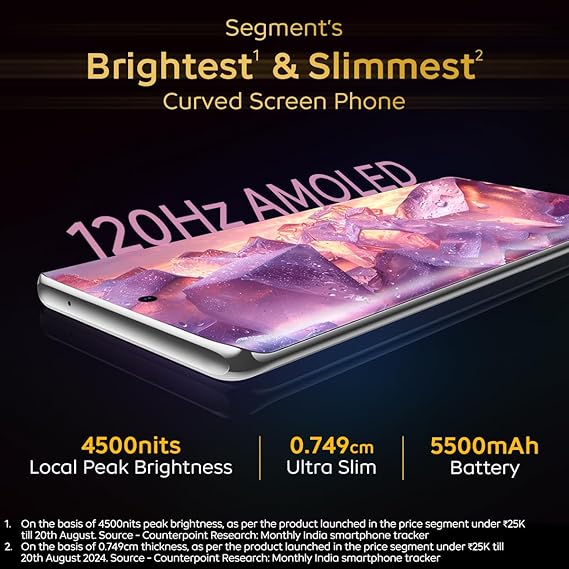 Segment's
Brightest¹ & Slimmest²
Curved Screen Phone
120Hz AMOLED
4500nits
Local Peak Brightness
0.749cm
Ultra Slim
5500mAh
Battery
1. On the basis of 4500nits peak brightness, as per the product launched in the price segment under ₹25K
till 20th August. Source - Counterpoint Research: Monthly India smartphone tracker
2. On the basis of 0.749cm thickness, as per the product launched in the price segment under ₹25K till
20th August 2024. Source - Counterpoint Research: Monthly India smartphone tracker